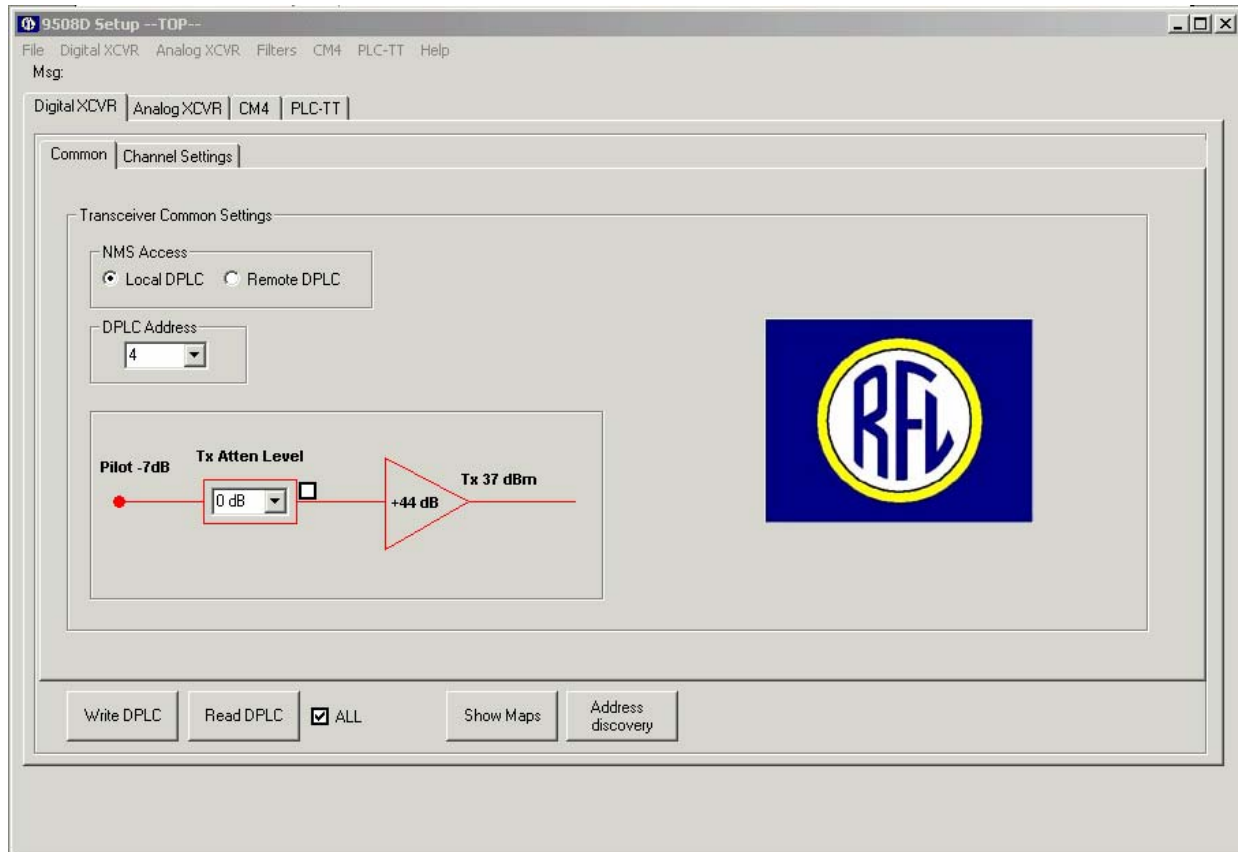 9508D Setup --TOP--
File Digital XCVR Analog XCVR Filters CM4 PLC-TT Help
Msg:
Digital XCVR Analog XCVR CM4 PLC-TT
Common Channel Settings
Transceiver Common Settings
NMS Access
Local DPLC Remote DPLC
DPLC Address
4
RFL
Pilot -7dB Tx Atten Level Tx 37 dBm
0 dB +44 dB
Write DPLC Read DPLC ALL Show Maps Address discovery